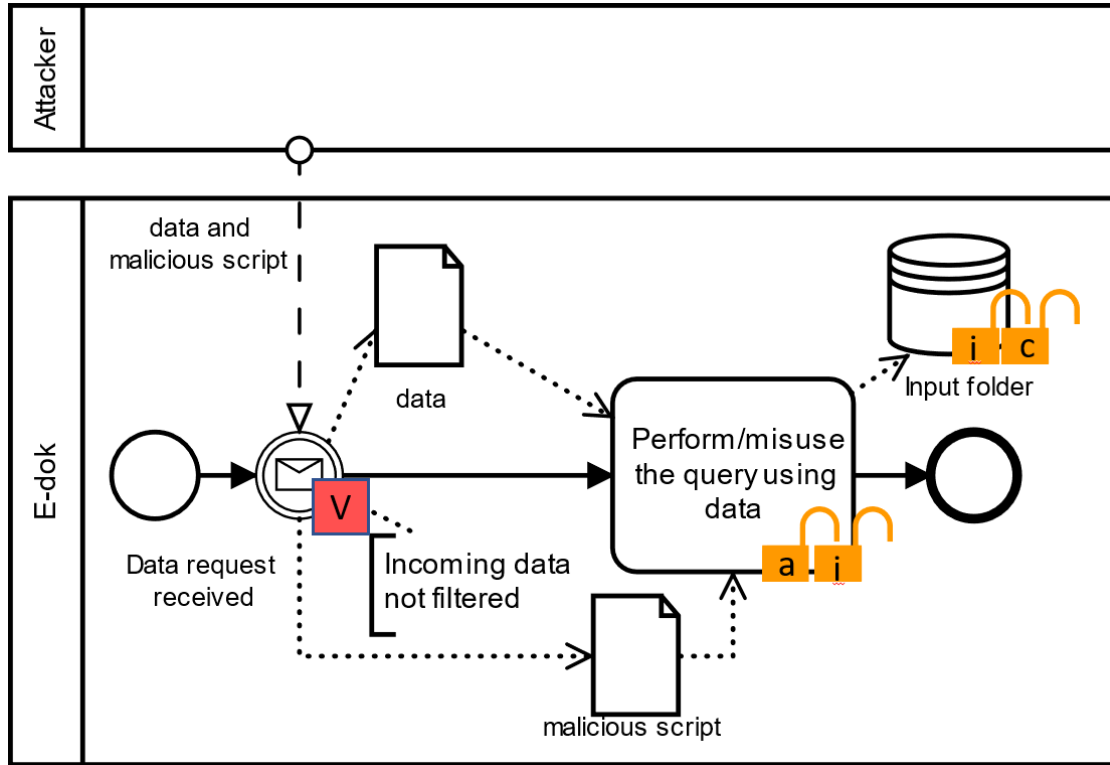 Attacker
E-dok
data and
malicious script
data
i c
Input folder
Perform/misuse
the query using
data
V
a i
Data request
received
Incoming data
not filtered
malicious script